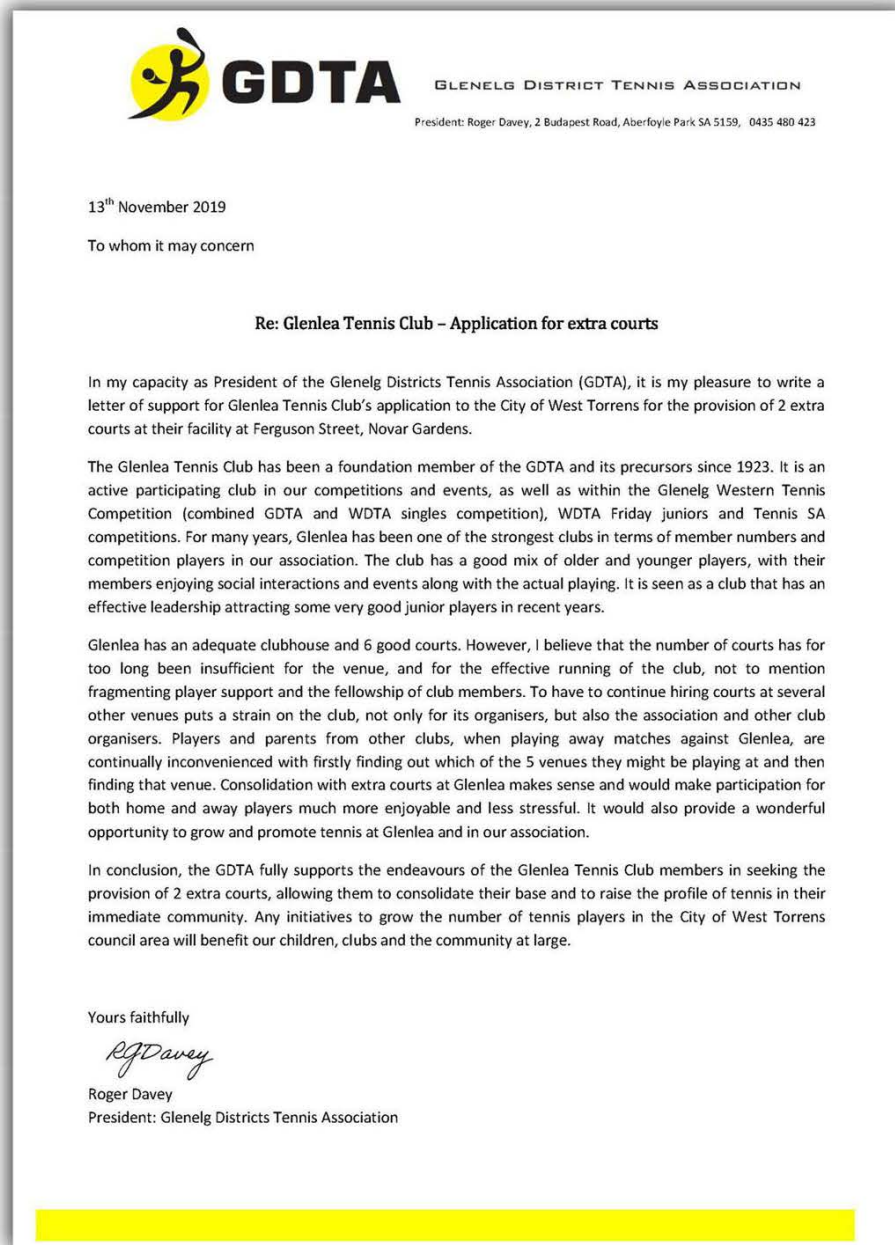 GDTA
GLENELG DISTRICT TENNIS ASSOCIATION
President: Roger Davey, 2 Budapest Road, Aberfoyle Park SA 5159, 0435 480 423
13th November 2019
To whom it may concern
Re: Glenlea Tennis Club – Application for extra courts
In my capacity as President of the Glenelg Districts Tennis Association (GDTA), it is my pleasure to write a
letter of support for Glenlea Tennis Club's application to the City of West Torrens for the provision of 2 extra
courts at their facility at Ferguson Street, Novar Gardens.
The Glenlea Tennis Club has been a foundation member of the GDTA and its precursors since 1923. It is an
active participating club in our competitions and events, as well as within the Glenelg Western Tennis
Competition (combined GDTA and WDTA singles competition), WDTA Friday juniors and Tennis SA
competitions. For many years, Glenlea has been one of the strongest clubs in terms of member numbers and
competition players in our association. The club has a good mix of older and younger players, with their
members enjoying social interactions and events along with the actual playing. It is seen as a club that has an
effective leadership attracting some very good junior players in recent years.
Glenlea has an adequate clubhouse and 6 good courts. However, I believe that the number of courts has for
too long been insufficient for the venue, and for the effective running of the club, not to mention
fragmenting player support and the fellowship of club members. To have to continue hiring courts at several
other venues puts a strain on the club, not only for its organisers, but also the association and other club
organisers. Players and parents from other clubs, when playing away matches against Glenlea, are
continually inconvenienced with firstly finding out which of the 5 venues they might be playing at and then
finding that venue. Consolidation with extra courts at Glenlea makes sense and would make participation for
both home and away players much more enjoyable and less stressful. It would also provide a wonderful
opportunity to grow and promote tennis at Glenlea and in our association.
In conclusion, the GDTA fully supports the endeavours of the Glenlea Tennis Club members in seeking the
provision of 2 extra courts, allowing them to consolidate their base and to raise the profile of tennis in their
immediate community. Any initiatives to grow the number of tennis players in the City of West Torrens
council area will benefit our children, clubs and the community at large.
Yours faithfully
RGDavey
Roger Davey
President: Glenelg Districts Tennis Association